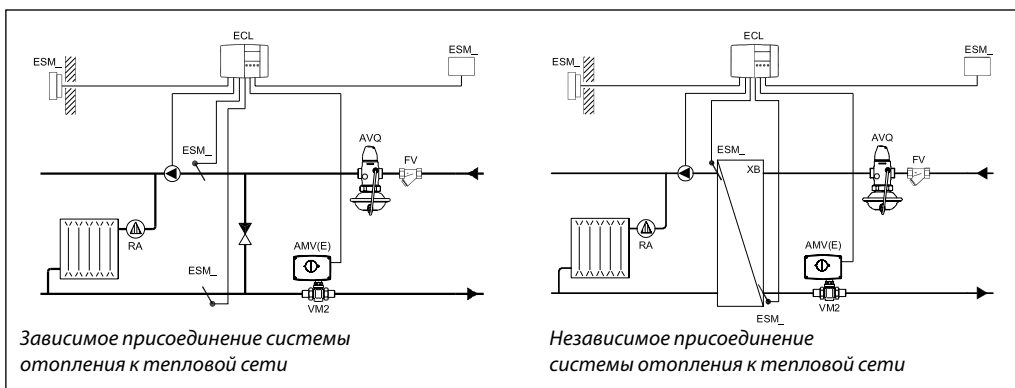 ECL
ESM_
ESM_
ESM_
AVQ
FV
RA
AMV(E)
ESM_
VM2
Зависимое присоединение системы
отопления к тепловой сети
ECL
ESM_
ESM_
ESM_
XB
AVQ
FV
RA
AMV(E)
VM2
ESM_
Независимое присоединение
системы отопления к тепловой сети